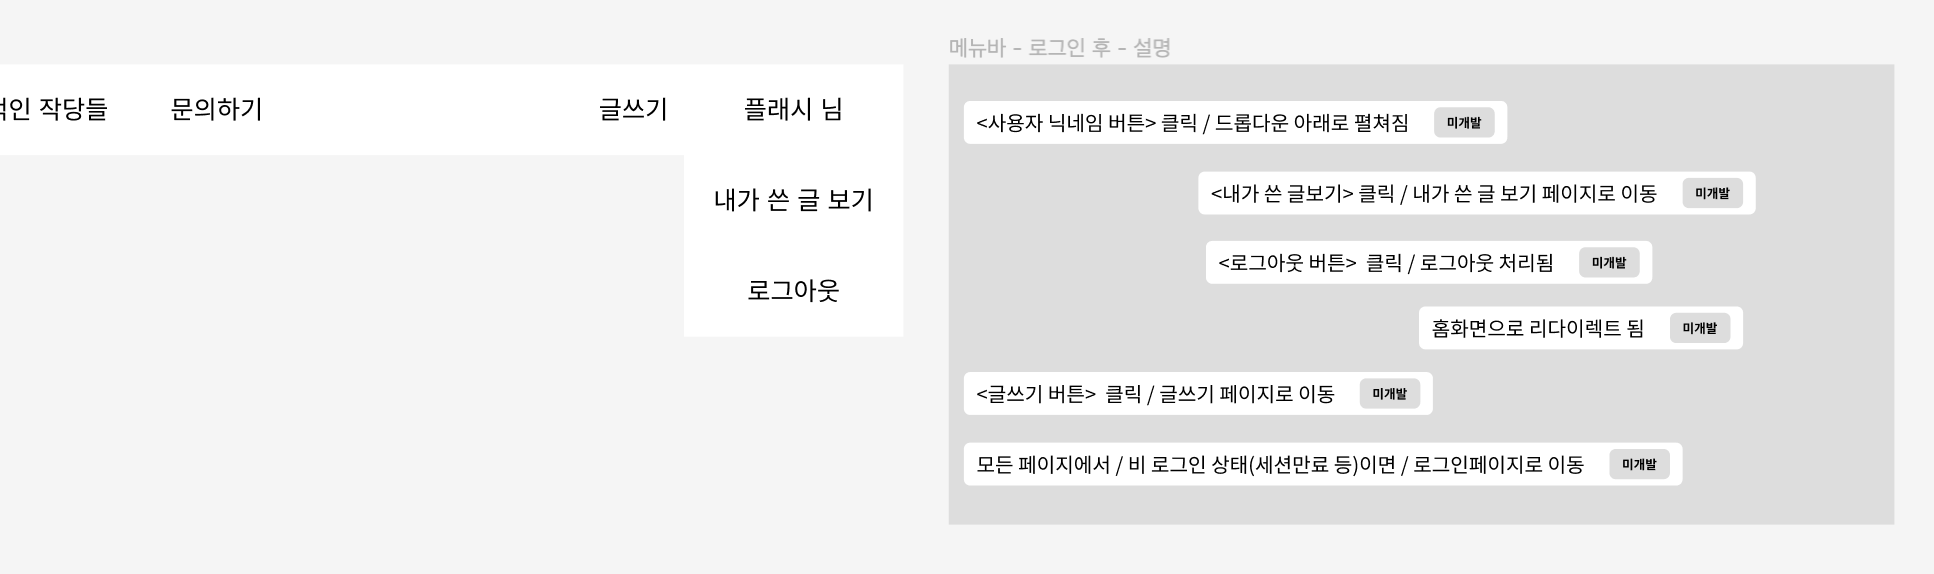 인 작당들 문의하기 글쓰기 플래시 님
내가 쓴 글 보기
로그아웃
메뉴바 - 로그인 후 - 설명
<사용자 닉네임 버튼> 클릭 / 드롭다운 아래로 펼쳐짐 미개발
<내가 쓴 글보기> 클릭 / 내가 쓴 글 보기 페이지로 이동 미개발
<로그아웃 버튼>  클릭 / 로그아웃 처리됨 미개발
홈화면으로 리다이렉트 됨 미개발
<글쓰기 버튼>  클릭 / 글쓰기 페이지로 이동 미개발
모든 페이지에서 / 비 로그인 상태(세션만료 등)이면 / 로그인페이지로 이동 미개발